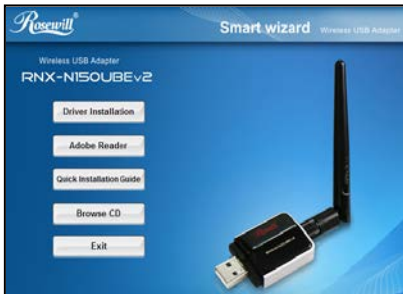 Rosewill
Smart wizard Wireless USB Adapter
Wireless USB Adapter
RNX-N150UBEv2
Driver Installation
Adobe Reader
Quick Installation Guide
Browse CD
Exit